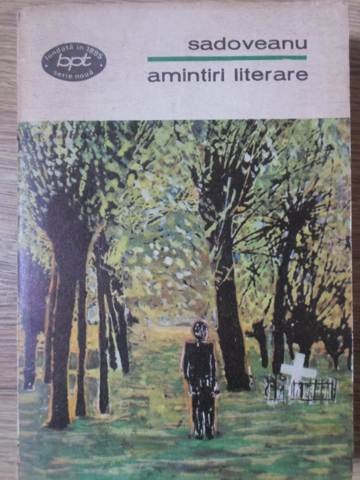 sadoveanu
amintiri literare
fondată în 1895
bpt
serie nouă